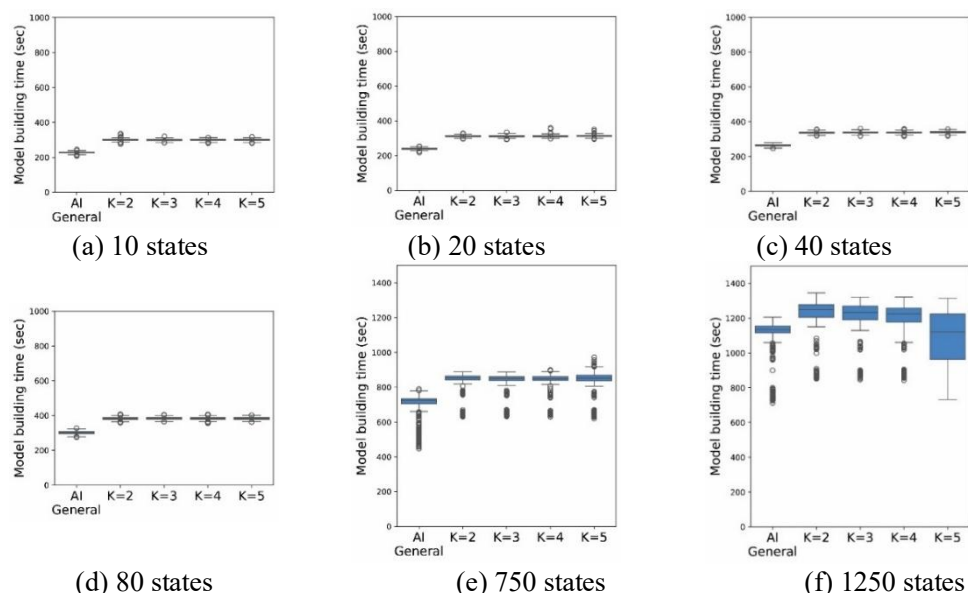 Model building time (sec)
1000
800
600
400
200
0
AI
General
K=2
K=3
K=4
K=5
(a) 10 states
Model building time (sec)
1000
800
600
400
200
0
AI
General
K=2
K=3
K=4
K=5
(b) 20 states
Model building time (sec)
1000
800
600
400
200
0
AI
General
K=2
K=3
K=4
K=5
(c) 40 states
Model building time (sec)
1000
800
600
400
200
0
AI
General
K=2
K=3
K=4
K=5
(d) 80 states
Model building time (sec)
1400
1200
1000
800
600
400
200
0
AI
General
K=2
K=3
K=4
K=5
(e) 750 states
Model building time (sec)
1400
1200
1000
800
600
400
200
0
AI
General
K=2
K=3
K=4
K=5
(f) 1250 states